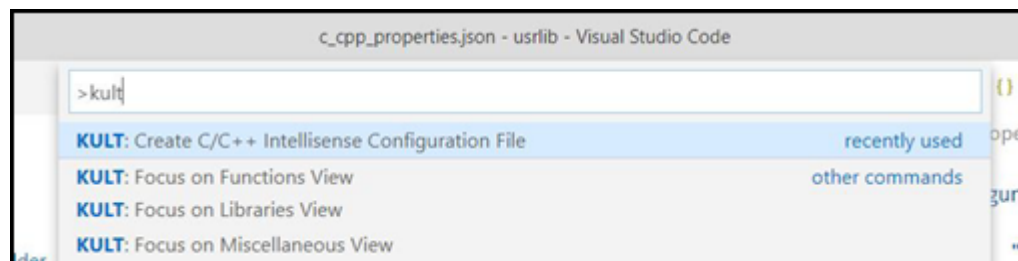 c_cpp_properties.json - usrlib - Visual Studio Code
>kult
{}
KULT: Create C/C++ Intellisense Configuration File recently used
KULT: Focus on Functions View other commands
KULT: Focus on Libraries View
KULT: Focus on Miscellaneous View